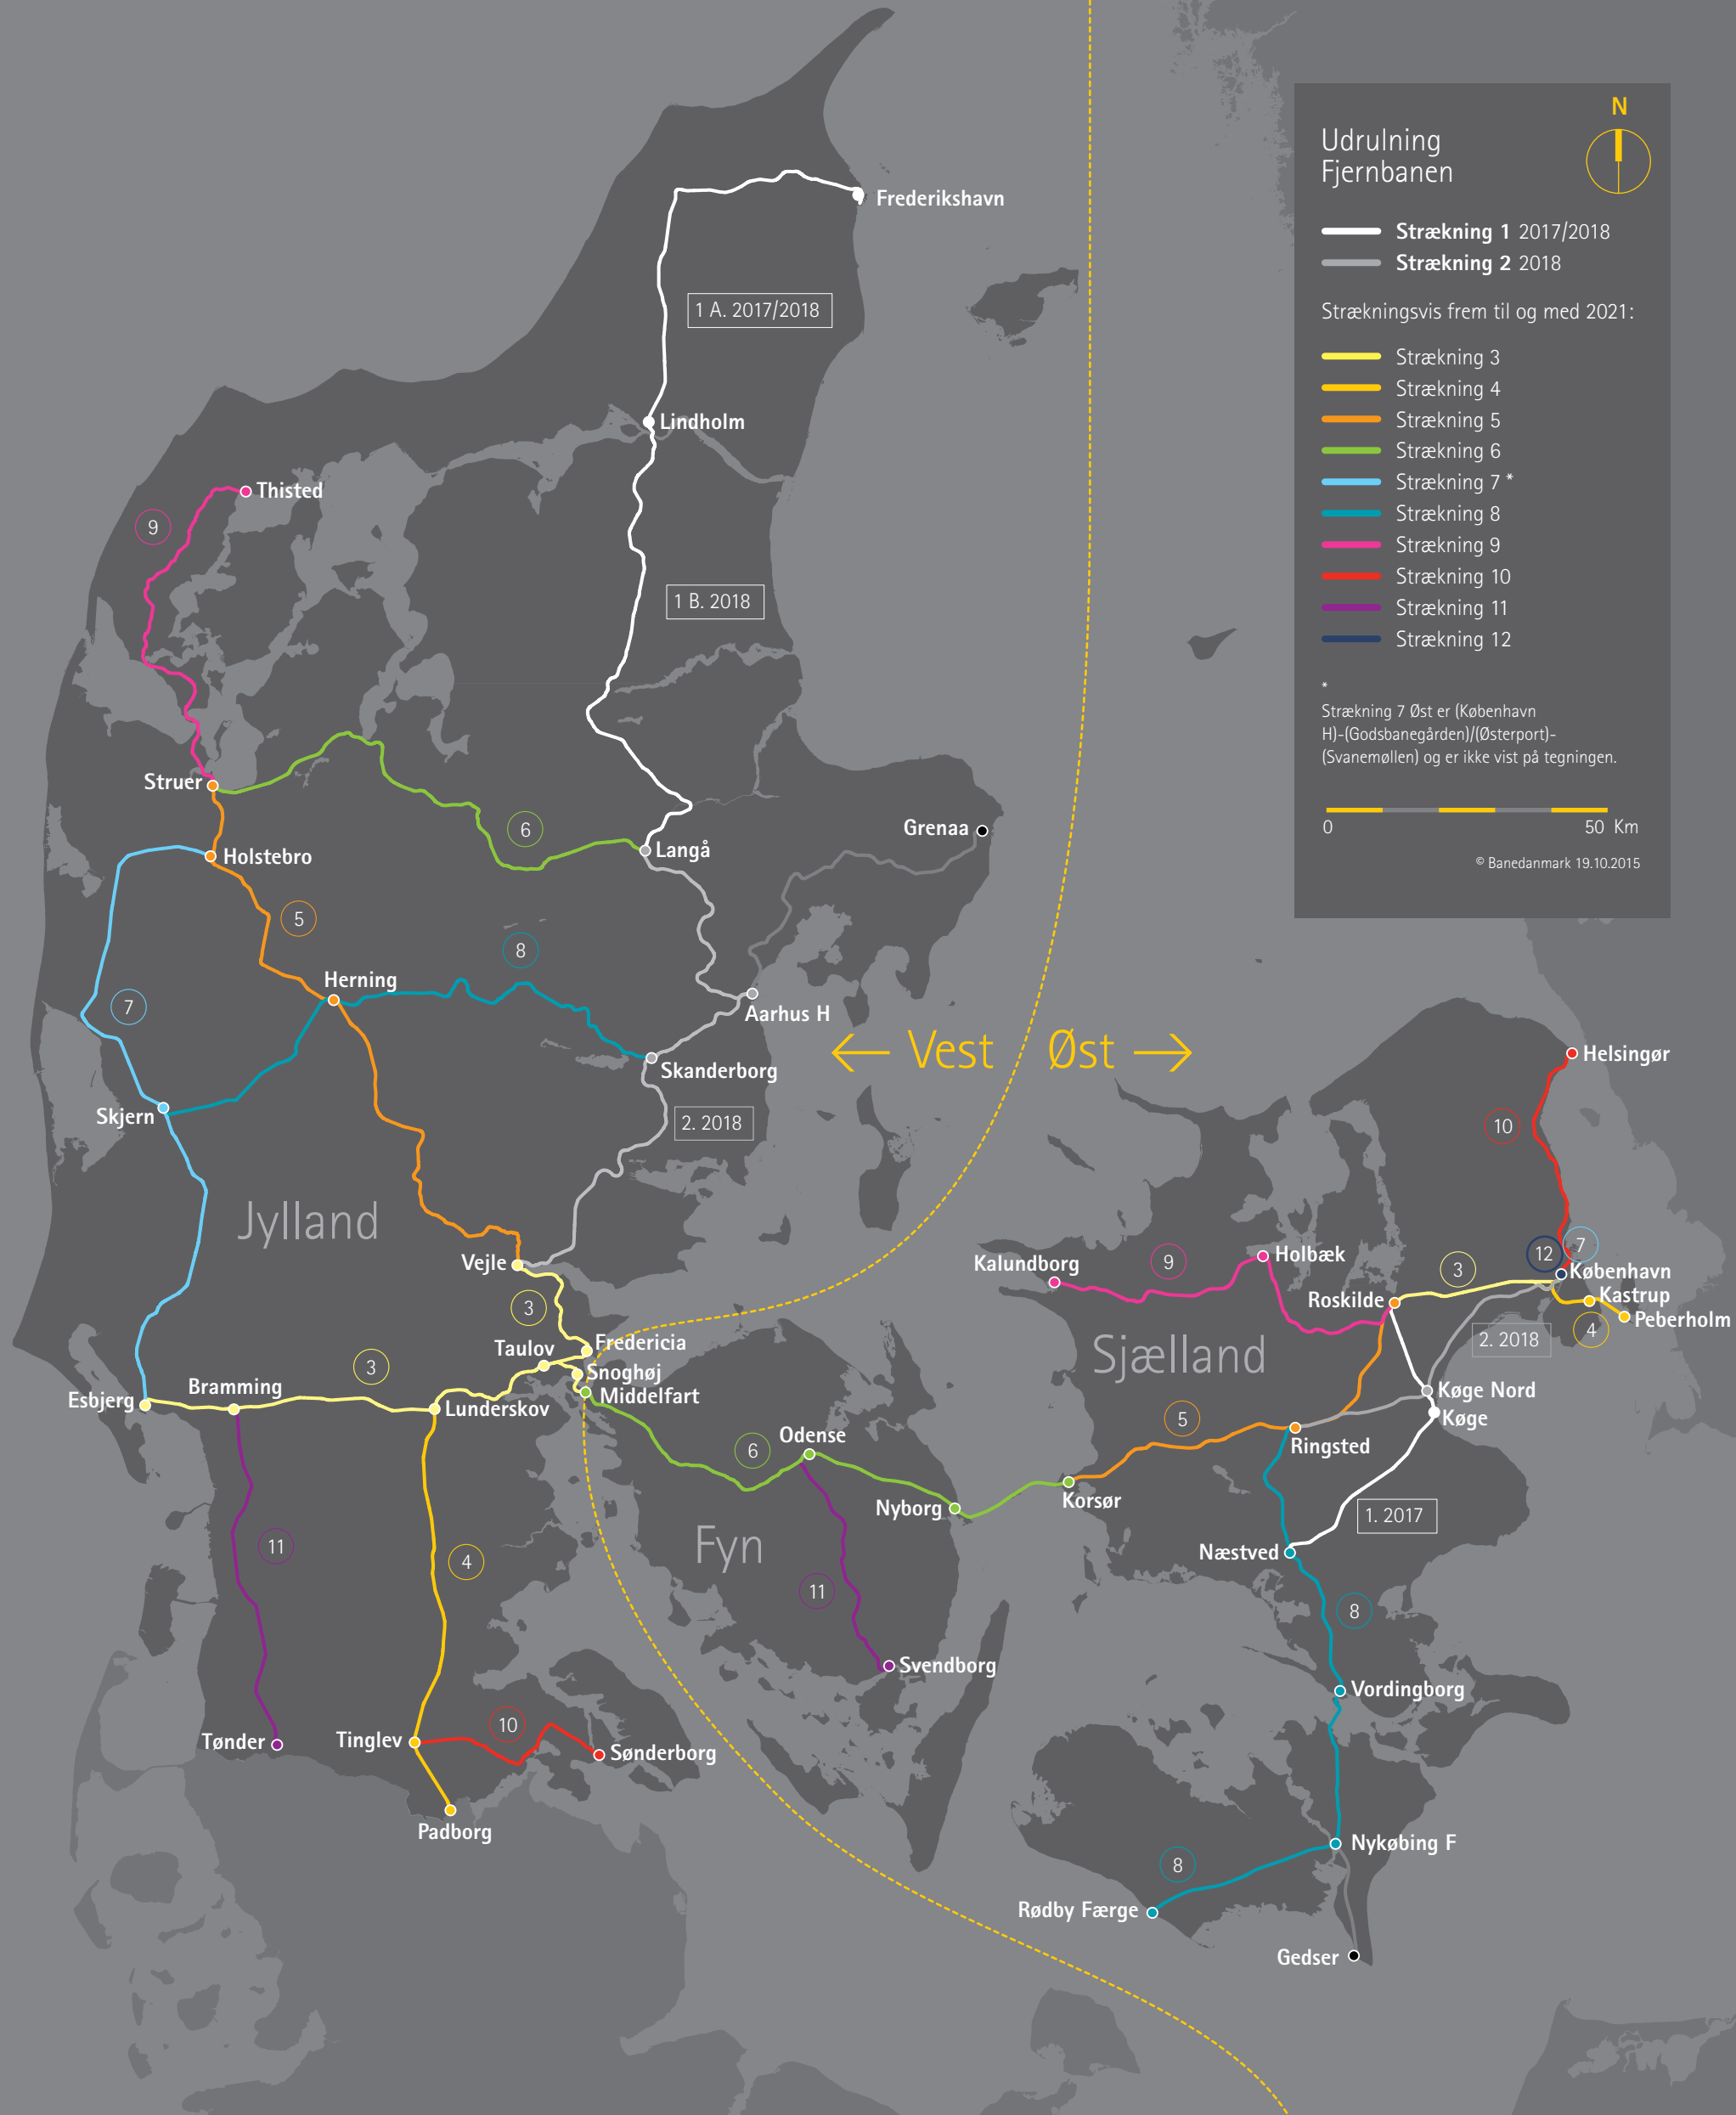 N
Udrulning
Fjernbanen
Strækning 1 2017/2018
Strækning 2 2018
Strækningsvis frem til og med 2021:
Strækning 3
Strækning 4
Strækning 5
Strækning 6
Strækning 7 *
Strækning 8
Strækning 9
Strækning 10
Strækning 11
Strækning 12
*
Strækning 7 Øst er (København
H)-(Godsbanegården)/(Østerport)-
(Svanemøllen) og er ikke vist på tegningen.
0 50 Km
© Banedanmark 19.10.2015
Frederikshavn
1 A. 2017/2018
Lindholm
Thisted
9
1 B. 2018
Struer
6
Grenaa
Langå
Holstebro
5
8
Herning
7
Aarhus H
← Vest Øst →
Skanderborg
Helsingør
Skjern
2. 2018
10
Jylland
Vejle
Kalundborg
9
Holbæk
12
7
3
København
Roskilde
Kastrup
Peberholm
4
3
Taulov
Fredericia
Snoghøj
Middelfart
Sjælland
2. 2018
3
Esbjerg
Bramming
Lunderskov
Køge Nord
Køge
5
Ringsted
6
Odense
Nyborg
Korsør
1. 2017
Fyn
11
4
Næstved
11
8
Svendborg
Vordingborg
Tønder
Tinglev
10
Sønderborg
Padborg
Nykøbing F
8
Rødby Færge
Gedser